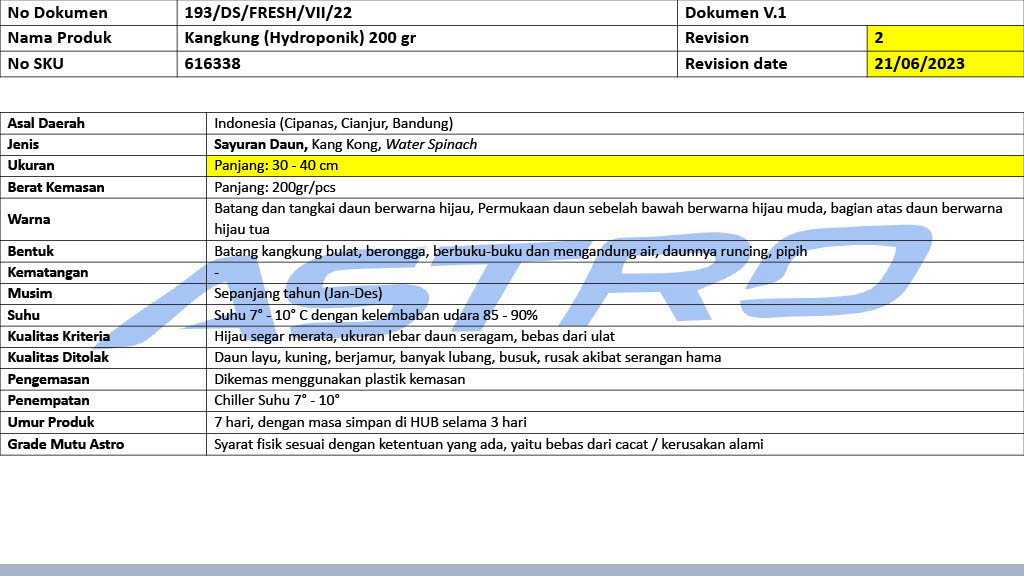 No Dokumen 193/DS/FRESH/VII/22 Dokumen V.1
Nama Produk Kangkung (Hydroponik) 200 gr Revision 2
No SKU 616338 Revision date 21/06/2023
Asal Daerah Indonesia (Cipanas, Cianjur, Bandung)
Jenis Sayuran Daun, Kang Kong, Water Spinach
Ukuran Panjang: 30 - 40 cm
Berat Kemasan Panjang: 200gr/pcs
Warna Batang dan tangkai daun berwarna hijau, Permukaan daun sebelah bawah berwarna hijau muda, bagian atas daun berwarna
hijau tua
Bentuk Batang kangkung bulat, berongga, berbuku-buku dan mengandung air, daunnya runcing, pipih
Kematangan -
Musim Sepanjang tahun (Jan-Des)
Suhu Suhu 7° - 10° C dengan kelembaban udara 85 - 90%
Kualitas Kriteria Hijau segar merata, ukuran lebar daun seragam, bebas dari ulat
Kualitas Ditolak Daun layu, kuning, berjamur, banyak lubang, busuk, rusak akibat serangan hama
Pengemasan Dikemas menggunakan plastik kemasan
Penempatan Chiller Suhu 7° - 10°
Umur Produk 7 hari, dengan masa simpan di HUB selama 3 hari
Grade Mutu Astro Syarat fisik sesuai dengan ketentuan yang ada, yaitu bebas dari cacat / kerusakan alami
ASTRO